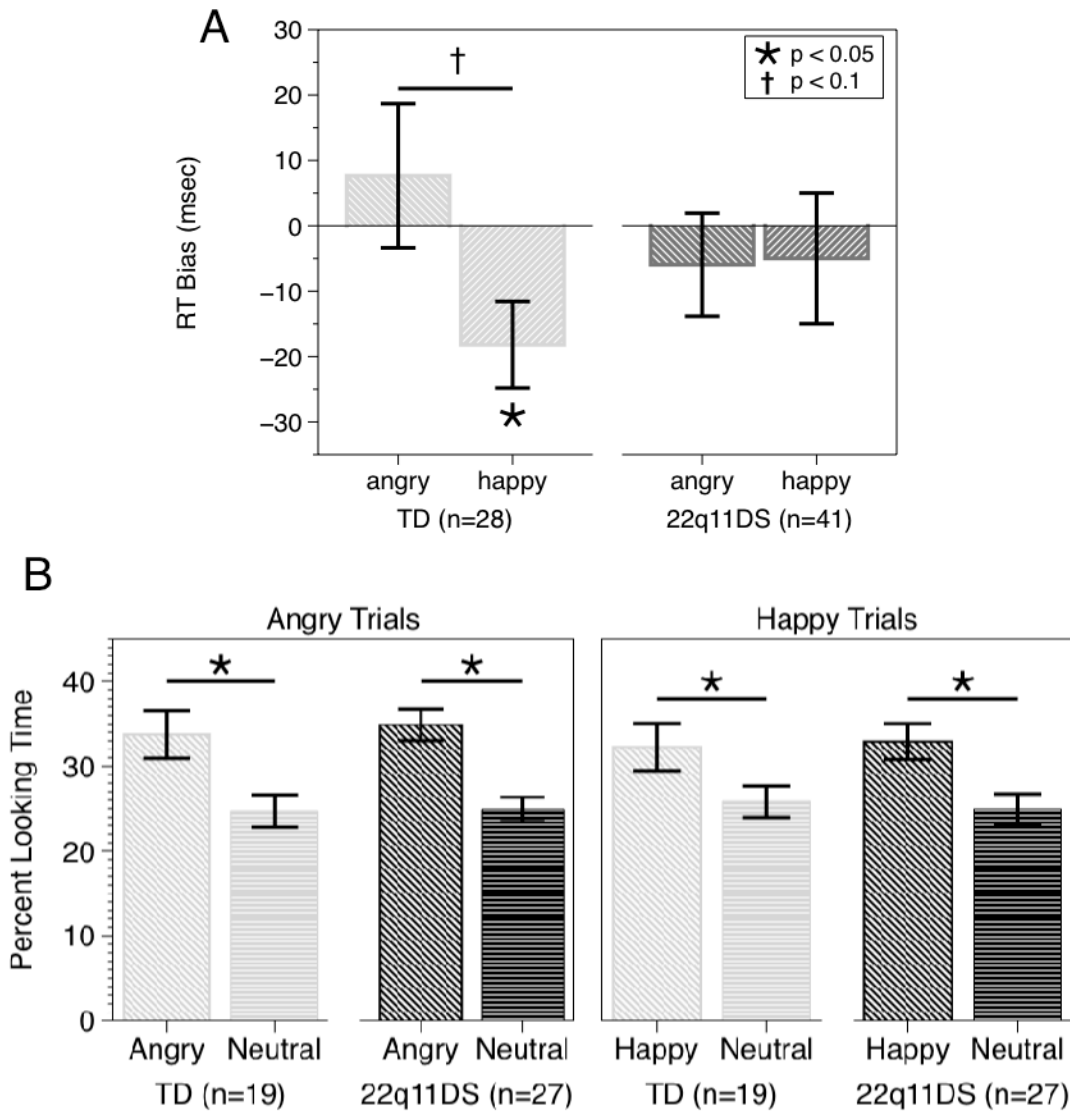 A
30
20
10
0
−10
−20
−30
RT Bias (msec)
†
★ p < 0.05
† p < 0.1
★
angry happy angry happy
TD (n=28) 22q11DS (n=41)
B
Angry Trials Happy Trials
Percent Looking Time
40
30
20
10
0
★ ★ ★ ★
Angry Neutral Angry Neutral Happy Neutral Happy Neutral
TD (n=19) 22q11DS (n=27) TD (n=19) 22q11DS (n=27)